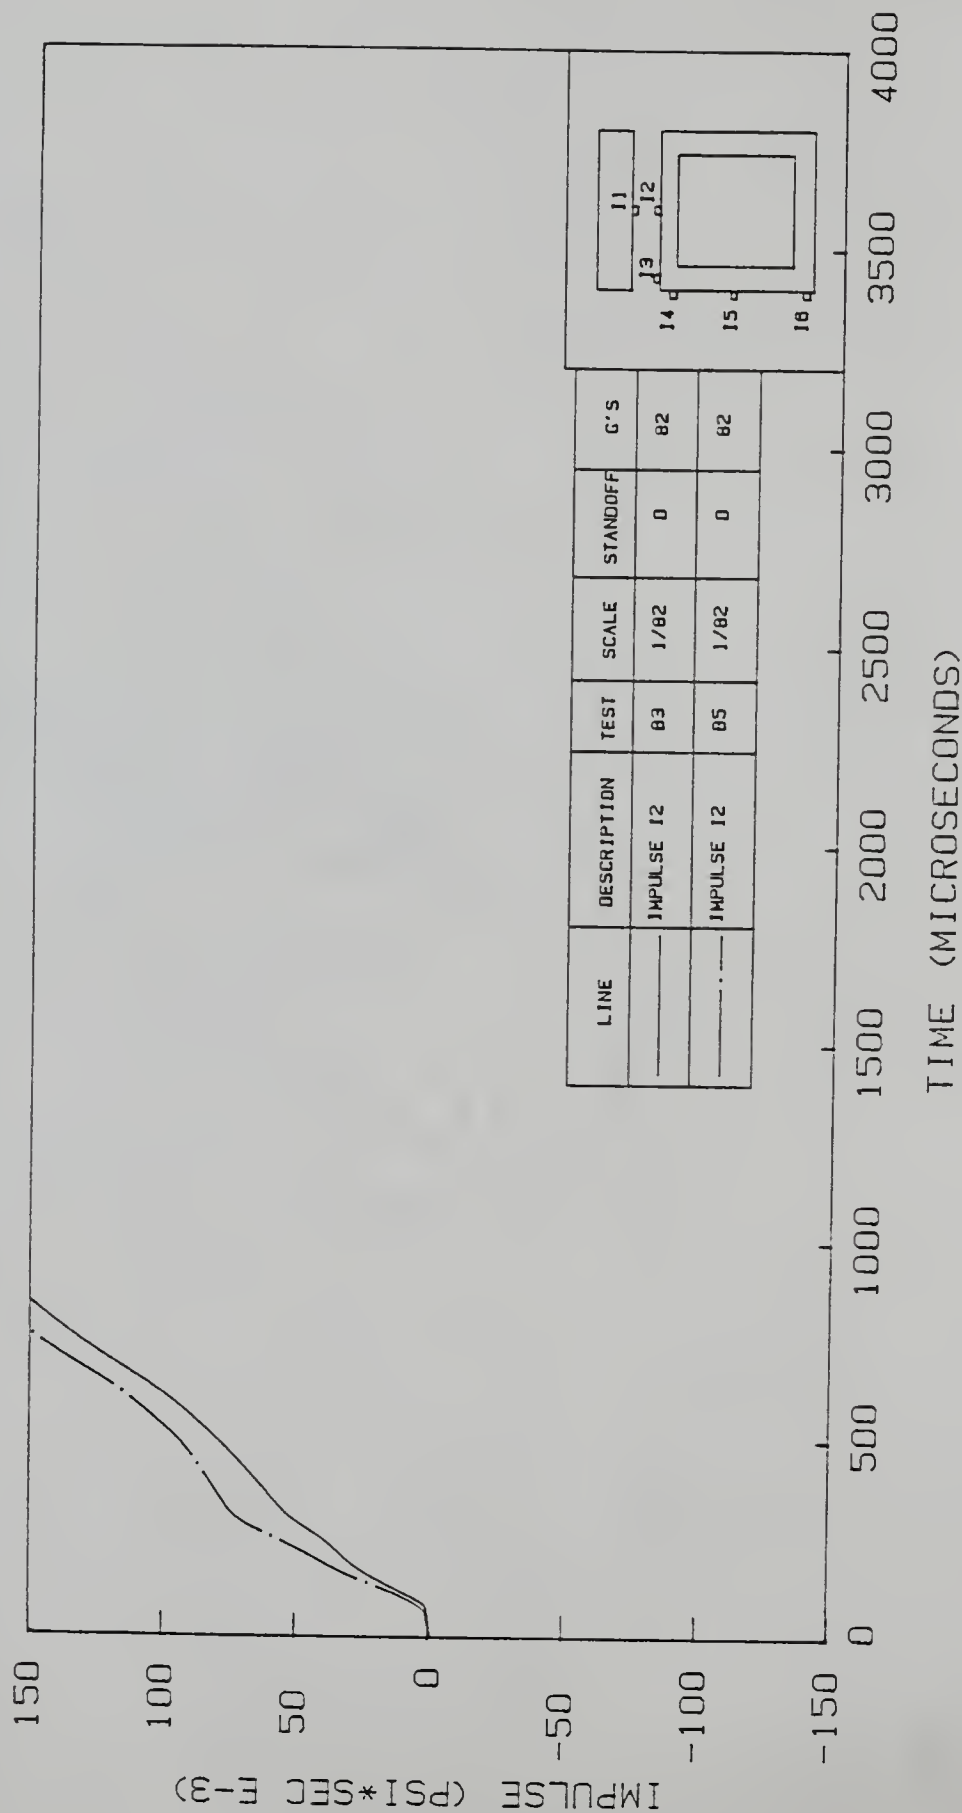 150
100
50
0
-50
-100
-150
IMPULSE (PSI*SEC E-3)
0
500
1000
1500
2000
2500
3000
3500
4000
TIME (MICROSECONDS)
LINE DESCRIPTION TEST SCALE STANDOFF G'S
IMPULSE I2 83 1/82 0 82
IMPULSE I2 85 1/82 0 82
I1
I2
I3
I4
I5
I6